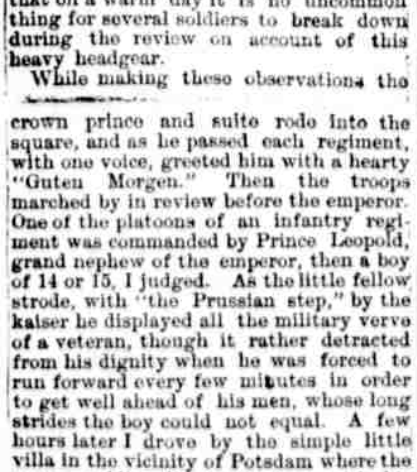 that on a warm day it is no uncommon
thing for several soldiers to break down
during the review on account of this
heavy headgear.
While making these observations the
crown prince and suite rode into the
square, and as he passed each regiment,
with one voice, greeted him with a hearty
"Guten Morgen." Then the troops
marched by in review before the emperor.
One of the platoons of an infantry regi-
ment was commanded by Prince Leopold,
grand nephew of the emperor, then a boy
of 14 or 15, I judged. As the little fellow
strode, with "the Prussian step," by the
kaiser he displayed all the military verve
of a veteran, though it rather detracted
from his dignity when he was forced to
run forward every few minutes in order
to get well ahead of his men, whose long
strides the boy could not equal. A few
hours later I drove by the simple little
villa in the vicinity of Potsdam where the